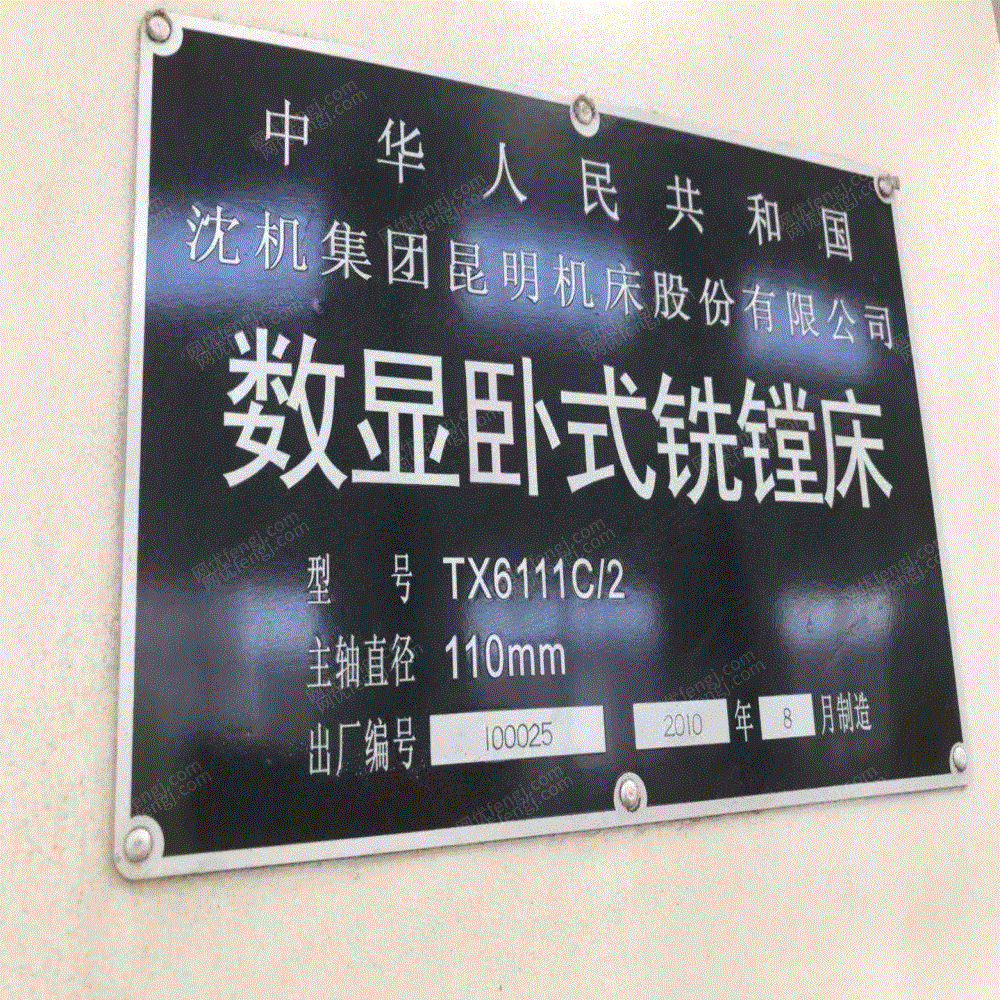 中华人民共和国
沈机集团昆明机床股份有限公司
数显卧式铣镗床
型 号 TX6111C/2
主轴直径 110mm
出厂编号 100025 2010 年 8 月制造